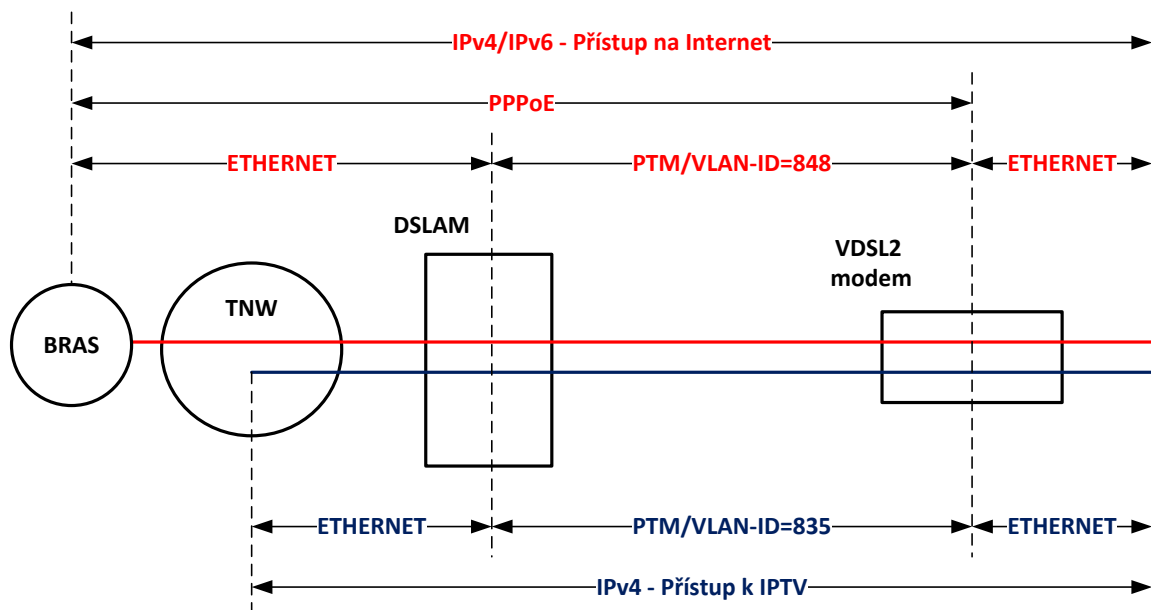 IPv4/IPv6 - Přístup na Internet
PPPoE
ETHERNET
PTM/VLAN-ID=848
ETHERNET
DSLAM
VDSL2
modem
TNW
BRAS
ETHERNET
PTM/VLAN-ID=835
ETHERNET
IPv4 - Přístup k IPTV